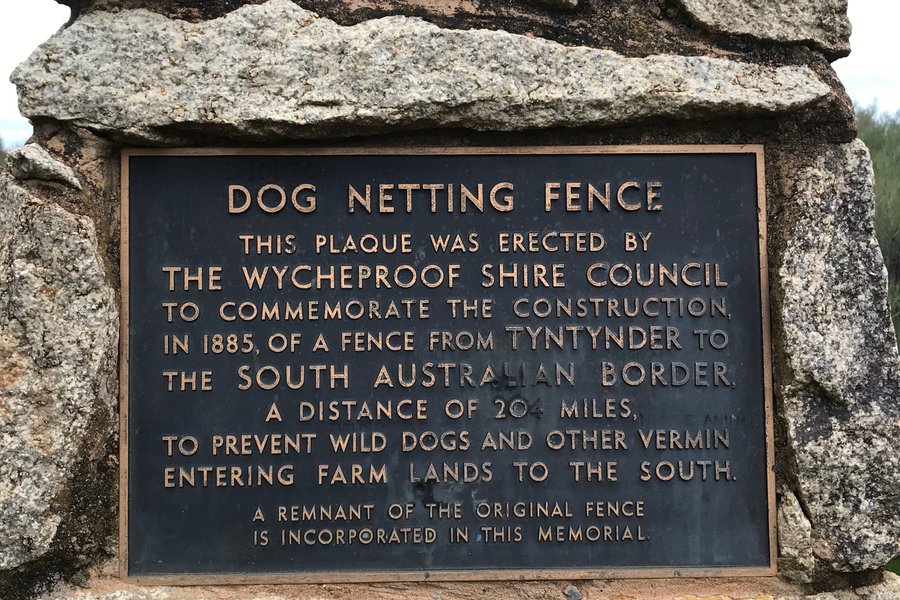 DOG NETTING FENCE
THIS PLAQUE WAS ERECTED BY
THE WYCHEPROOF SHIRE COUNCIL
TO COMMEMORATE THE CONSTRUCTION,
IN 1885, OF A FENCE FROM TYNTYNDER TO
THE SOUTH AUSTRALIAN BORDER,
A DISTANCE OF 204 MILES,
TO PREVENT WILD DOGS AND OTHER VERMIN
ENTERING FARM LANDS TO THE SOUTH.
A REMNANT OF THE ORIGINAL FENCE
IS INCORPORATED IN THIS MEMORIAL.